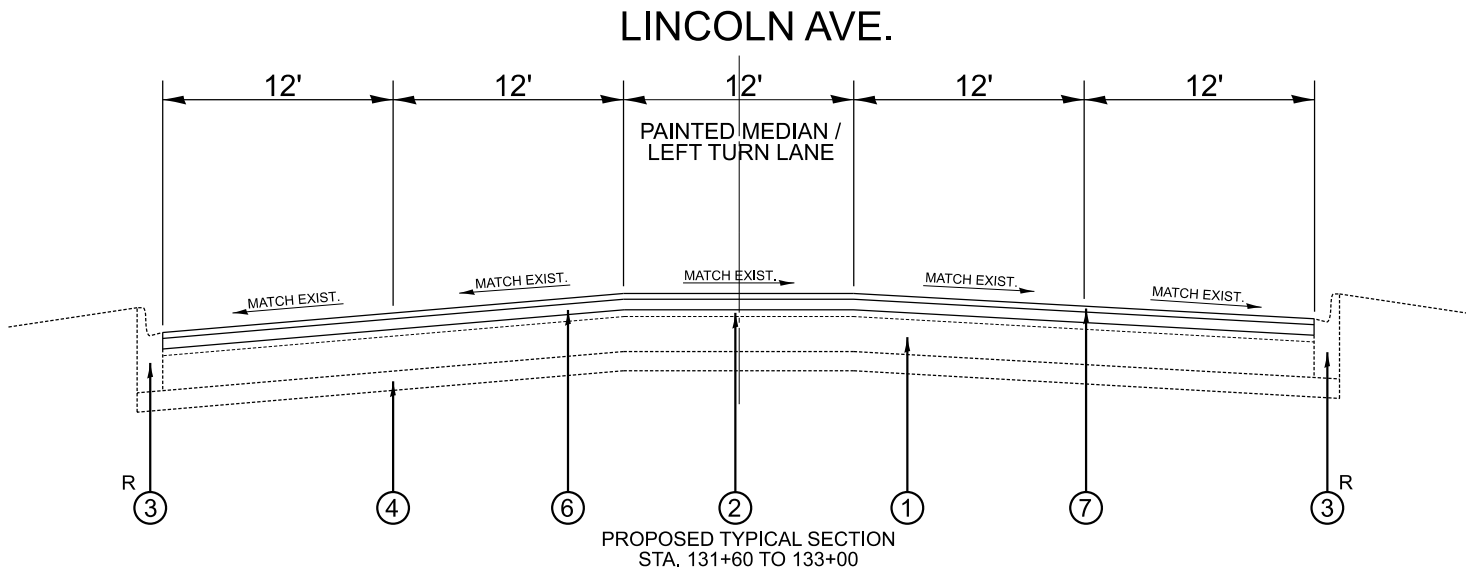 LINCOLN AVE.
12' 12' 12' 12' 12'
PAINTED MEDIAN /
LEFT TURN LANE
MATCH EXIST. MATCH EXIST. MATCH EXIST. MATCH EXIST. MATCH EXIST.
R 3 4 6 2 1 7 3 R
PROPOSED TYPICAL SECTION
STA, 131+60 TO 133+00